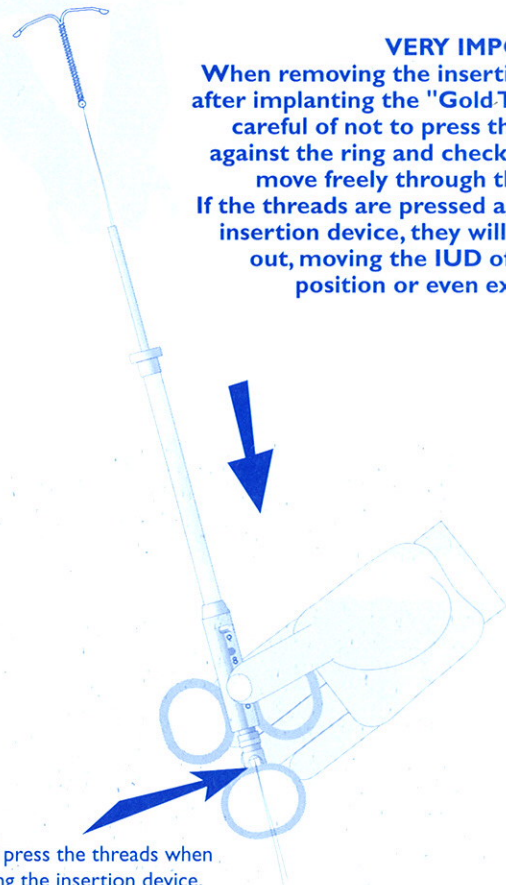 VERY IMPO
When removing the inserti
after implanting the "Gold T
careful of not to press th
against the ring and check
move freely through th
If the threads are pressed a
insertion device, they will
out, moving the IUD of
position or even ex
9
8
press the threads when
ng the insertion device.